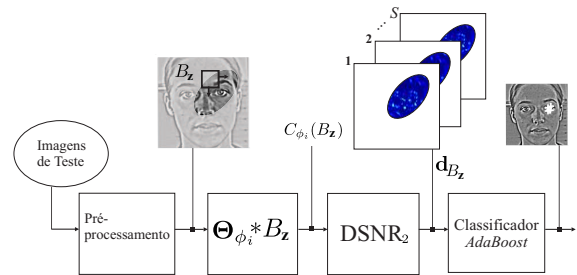 ... S
2
1
B_z
C_{ϕ_i}(B_z)
Imagens
de Teste
d_{B_z}
Pré-
processamento
Θ_{ϕ_i} * B_z
DSNR_2
Classificador
AdaBoost